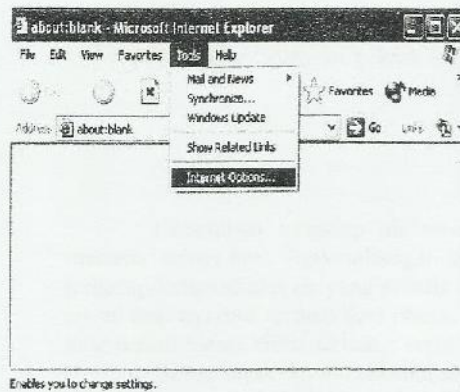 about:blank - Microsoft Internet Explorer
File Edit View Favorites Tools Help
Mail and News
Synchronize...
Windows Update
Show Related Links
Internet Options...
Favorites Media
Address about:blank Go Links
Enables you to change settings.